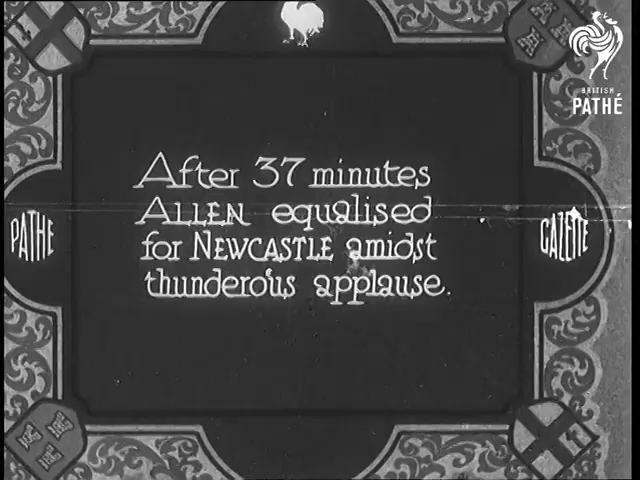 BRITISH
PATHÉ
After 37 minutes
ALLEN equalised
for NEWCASTLE amidst
thunderous applause.
PATHE
GAZETTE